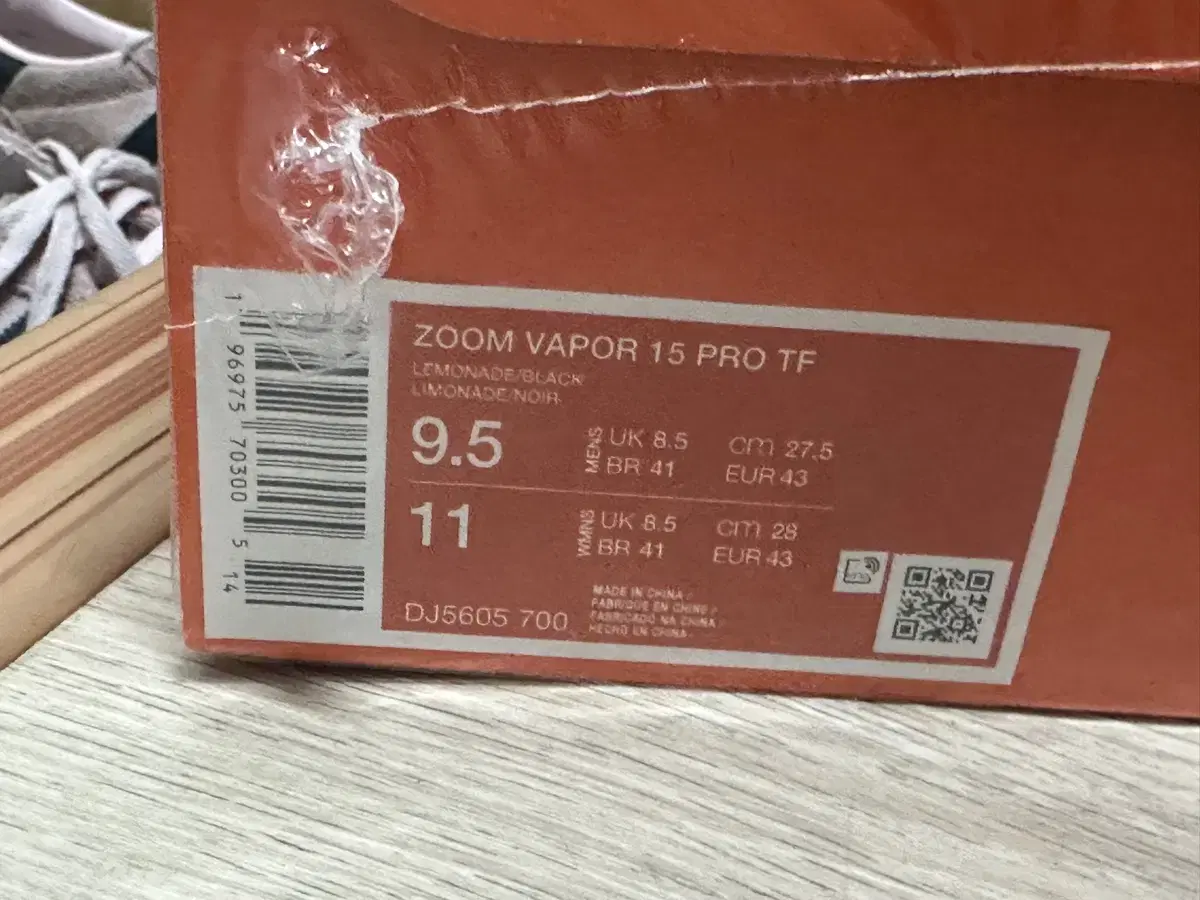 ZOOM VAPOR 15 PRO TF
LEMONADE/BLACK
LIMONADE/NOIR
9.5
MENS
UK 8.5
cm 27.5
BR 41
EUR 43
11
WMNS
UK 8.5
cm 28
BR 41
EUR 43
DJ5605 700
MADE IN CHINA /
FABRIQUE EN CHINE /
FABRICADO NA CHINA /
HECHO EN CHINA
1 96975 70300 5 14